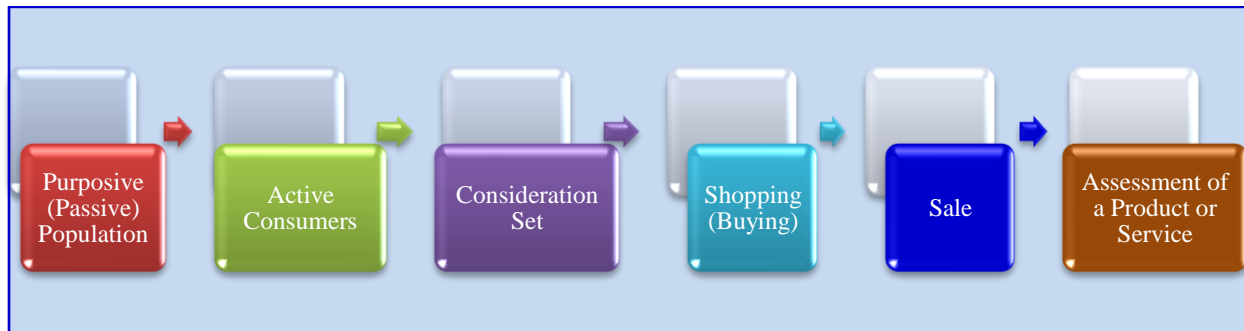 Purposive
(Passive)
Population
Active
Consumers
Consideration
Set
Shopping
(Buying)
Sale
Assessment of
a Product or
Service